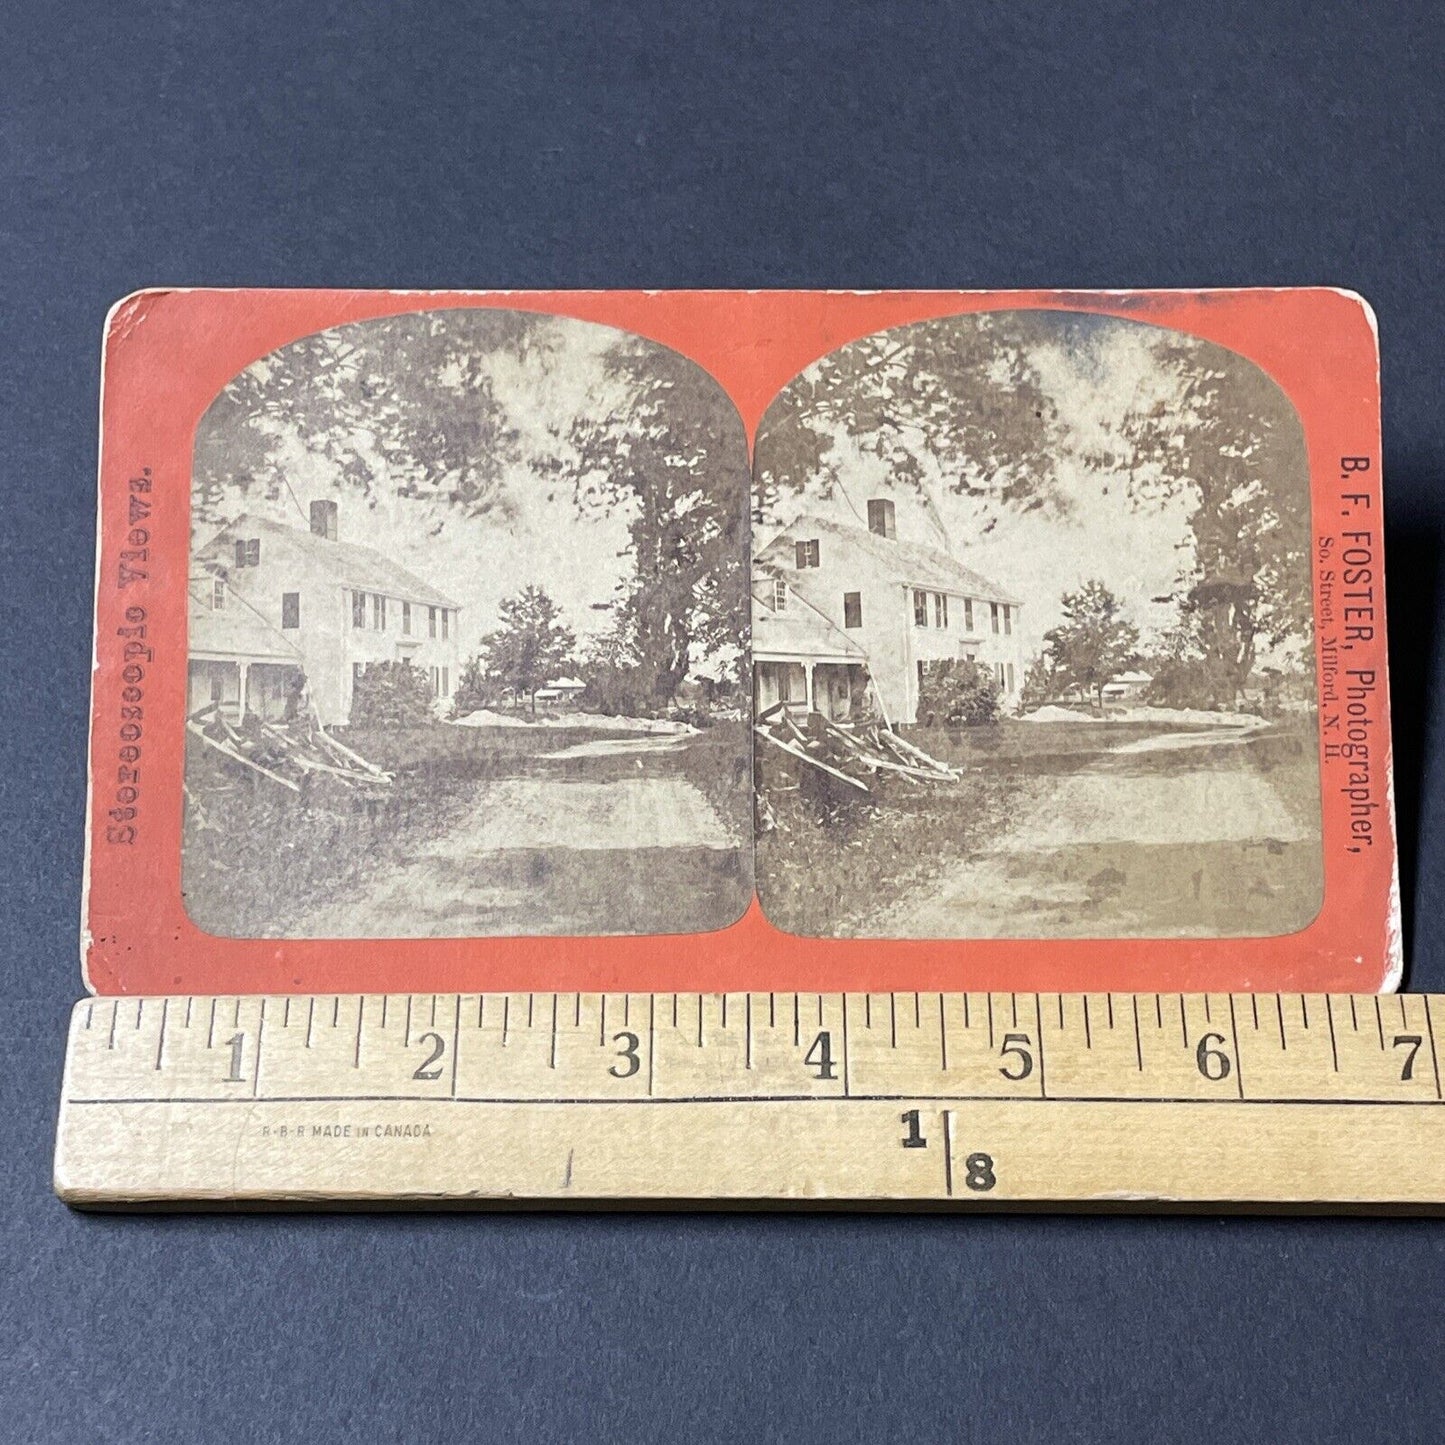 Stereoscopic Views.
B. F. FOSTER, Photographer,
So. Street, Milford, N. H.
1 2 3 4 5 6 7
R·B·R MADE IN CANADA
1
8